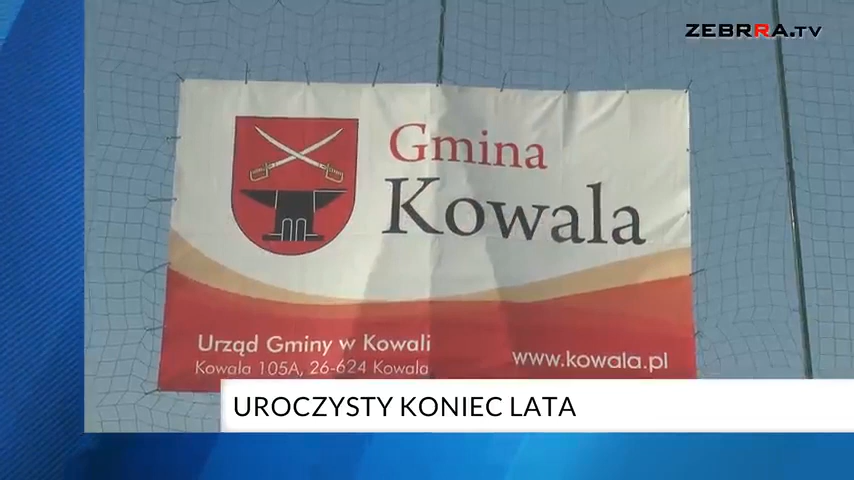 ZEBRRA.TV
Gmina
Kowala
Urząd Gminy w Kowali
Kowala 105A, 26-624 Kowala
www.kowala.pl
UROCZYSTY KONIEC LATA